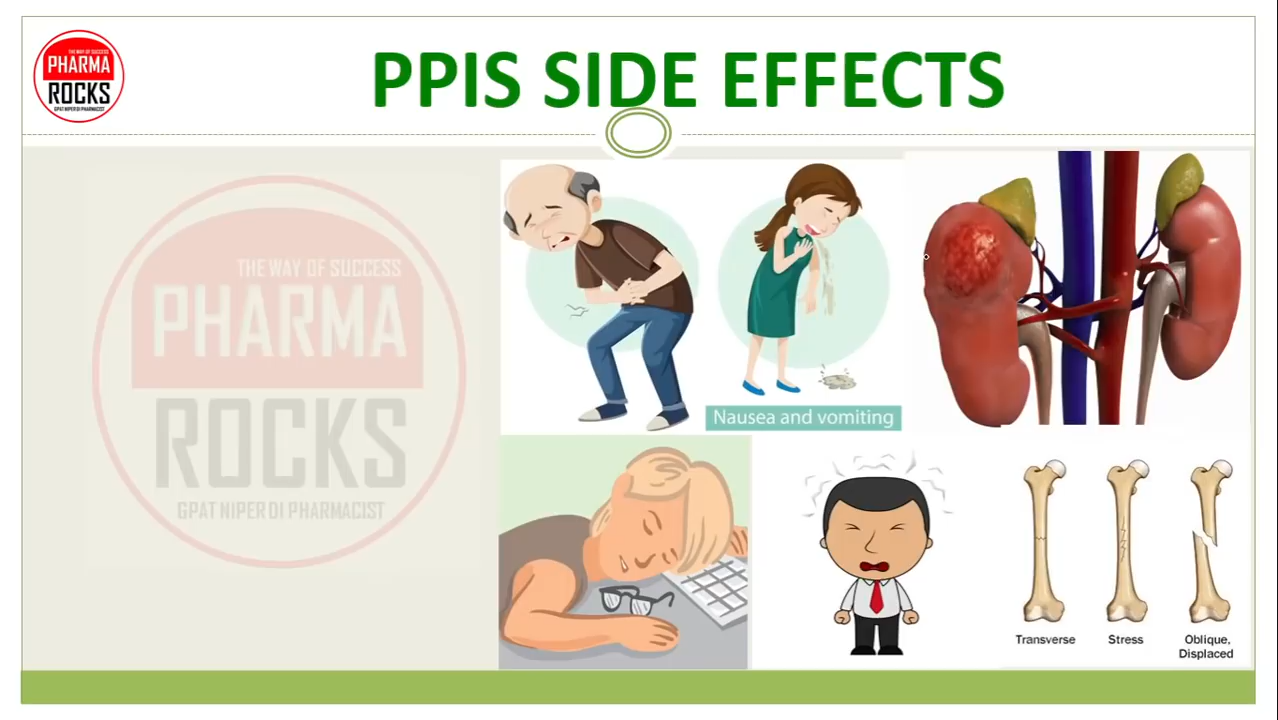 THE WAY OF SUCCESS
PHARMA
ROCKS
GPAT NIPER DI PHARMACIST
PPIS SIDE EFFECTS
THE WAY OF SUCCESS
PHARMA
ROCKS
GPAT NIPER DI PHARMACIST
Nausea and vomiting
Transverse
Stress
Oblique,
Displaced